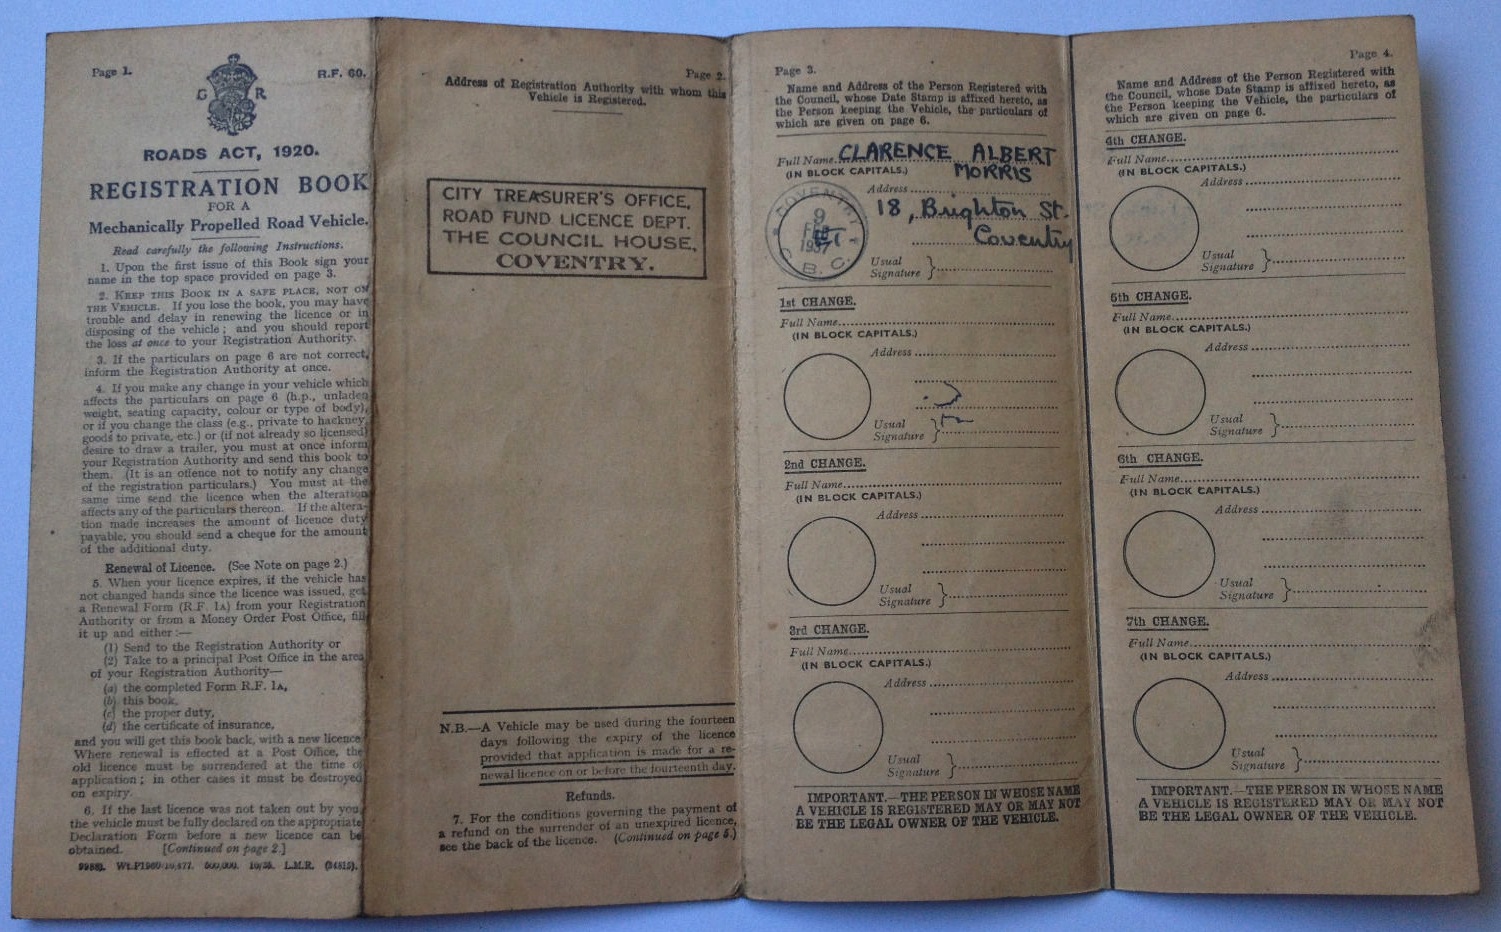 Page 1.
R.F. 60.
G R
ROADS ACT, 1920.
REGISTRATION BOOK
FOR A
Mechanically Propelled Road Vehicle.
Read carefully the following Instructions.
1. Upon the first issue of this Book sign your
name in the top space provided on page 3.
2. KEEP THIS BOOK IN A SAFE PLACE, NOT ON
THE VEHICLE. If you lose the book, you may have
trouble and delay in renewing the licence or in
disposing of the vehicle; and you should report
the loss at once to your Registration Authority.
3. If the particulars on page 6 are not correct,
inform the Registration Authority at once.
4. If you make any change in your vehicle which
affects the particulars on page 6 (h.p., unladen
weight, seating capacity, colour or type of body),
or if you change the class (e.g., private to hackney,
goods to private, etc.) or (if not already so licensed)
desire to draw a trailer, you must at once inform
your Registration Authority and send this book to
them. (It is an offence not to notify any change
of the registration particulars.) You must at the
same time send the licence when the alteration
affects any of the particulars thereon. If the altera-
tion made increases the amount of licence duty
payable, you should send a cheque for the amount
of the additional duty.
Renewal of Licence. (See Note on page 2.)
5. When your licence expires, if the vehicle has
not changed hands since the licence was issued, get
a Renewal Form (R.F. 1A) from your Registration
Authority or from a Money Order Post Office, fill
it up and either:—
(1) Send to the Registration Authority or
(2) Take to a principal Post Office in the area
of your Registration Authority—
(a) the completed Form R.F. 1A,
(b) this book,
(c) the proper duty,
(d) the certificate of insurance,
and you will get this book back, with a new licence.
Where renewal is effected at a Post Office, the
old licence must be surrendered at the time of
application; in other cases it must be destroyed
on expiry.
6. If the last licence was not taken out by you,
the vehicle must be fully declared on the appropriate
Declaration Form before a new licence can be
obtained. [Continued on page 2.]
L.M.R.
Page 2.
Address of Registration Authority with whom this
Vehicle is Registered.
CITY TREASURER'S OFFICE,
ROAD FUND LICENCE DEPT.
THE COUNCIL HOUSE,
COVENTRY.
N.B.—A Vehicle may be used during the fourteen
days following the expiry of the licence
provided that application is made for a re-
newal licence on or before the fourteenth day.
Refunds.
7. For the conditions governing the payment of
a refund on the surrender of an unexpired licence,
see the back of the licence. (Continued on page 5.)
Page 3.
Name and Address of the Person Registered with
the Council, whose Date Stamp is affixed hereto, as
the Person keeping the Vehicle, the particulars of
which are given on page 6.
Full Name CLARENCE ALBERT
(IN BLOCK CAPITALS.) MORRIS
Address
18, Brighton St.
Coventry
COVENTRY
9
FEB
1937
C.B.C.
Usual
Signature
1st CHANGE.
Full Name
(IN BLOCK CAPITALS.)
Address
Usual
Signature
2nd CHANGE.
Full Name
(IN BLOCK CAPITALS.)
Address
Usual
Signature
3rd CHANGE.
Full Name
(IN BLOCK CAPITALS.)
Address
Usual
Signature
IMPORTANT.—THE PERSON IN WHOSE NAME
A VEHICLE IS REGISTERED MAY OR MAY NOT
BE THE LEGAL OWNER OF THE VEHICLE.
Page 4.
Name and Address of the Person Registered with
the Council, whose Date Stamp is affixed hereto, as
the Person keeping the Vehicle, the particulars of
which are given on page 6.
4th CHANGE.
Full Name
(IN BLOCK CAPITALS.)
Address
Usual
Signature
5th CHANGE.
Full Name
(IN BLOCK CAPITALS.)
Address
Usual
Signature
6th CHANGE.
Full Name
(IN BLOCK CAPITALS.)
Address
Usual
Signature
7th CHANGE.
Full Name
(IN BLOCK CAPITALS.)
Address
Usual
Signature
IMPORTANT.—THE PERSON IN WHOSE NAME
A VEHICLE IS REGISTERED MAY OR MAY NOT
BE THE LEGAL OWNER OF THE VEHICLE.